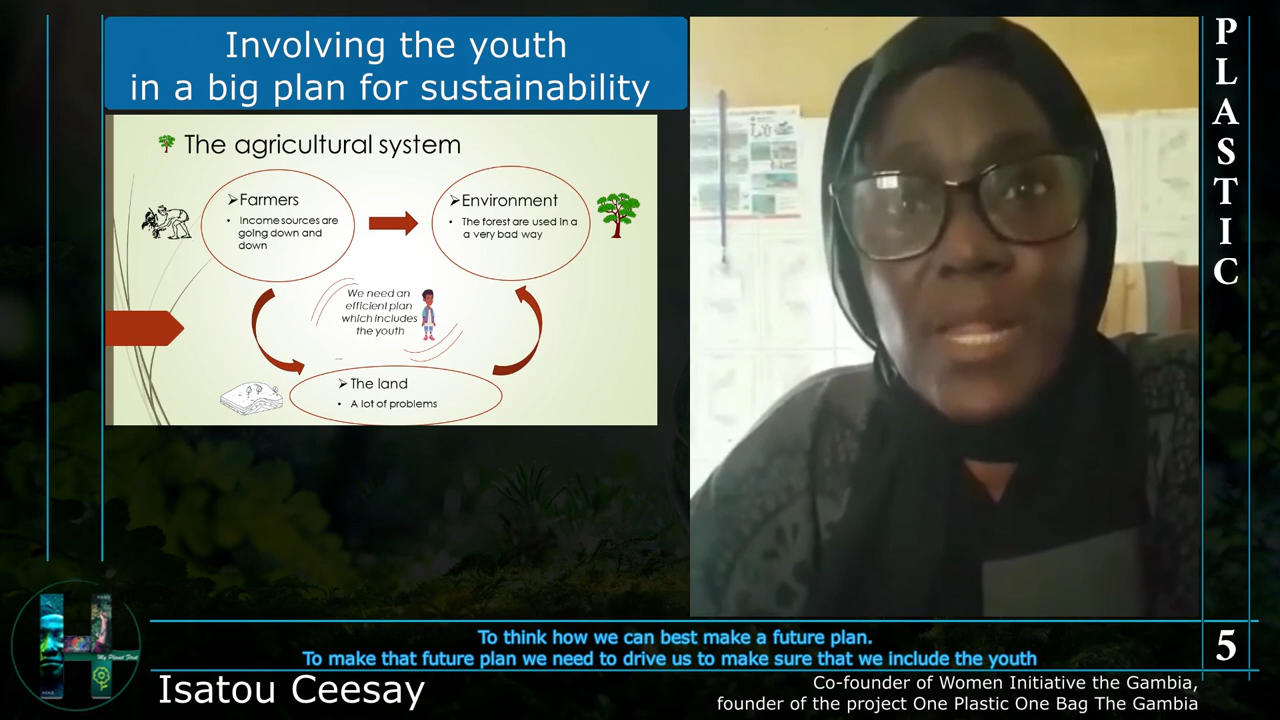 Involving the youth
in a big plan for sustainability
The agricultural system
Farmers
Income sources are
going down and
down
Environment
The forest are used in a
a very bad way
We need an
efficient plan
which includes
the youth
The land
A lot of problems
PLASTIC
5
To think how we can best make a future plan.
To make that future plan we need to drive us to make sure that we include the youth
Isatou Ceesay
Co-founder of Women Initiative the Gambia,
founder of the project One Plastic One Bag The Gambia
H
My Planet First